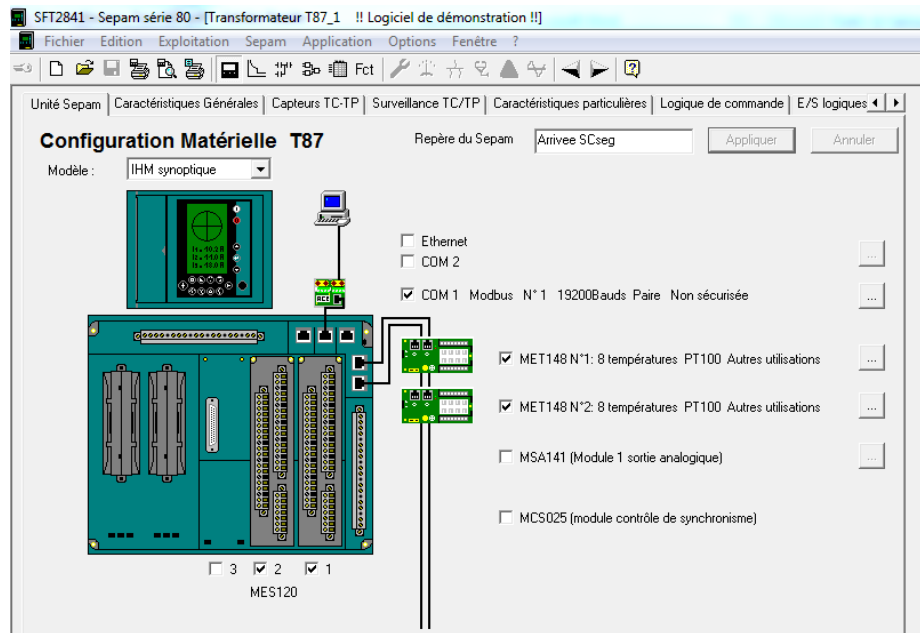 SFT2841 - Sepam série 80 - [Transformateur T87_1 !! Logiciel de démonstration !!]
Fichier Edition Exploitation Sepam Application Options Fenêtre ?
Fct
Unité Sepam Caractéristiques Générales Capteurs TC-TP Surveillance TC/TP Caractéristiques particulières Logique de commande E/S logiques
Configuration Matérielle T87
Repère du Sepam Arrivee SCseg Appliquer Annuler
Modèle : IHM synoptique
Ethernet ...
COM 2
COM 1 Modbus N° 1 19200Bauds Paire Non sécurisée ...
ACE
MET148 N°1: 8 températures PT100 Autres utilisations ...
MET148 N°2: 8 températures PT100 Autres utilisations ...
MSA141 (Module 1 sortie analogique) ...
MCS025 (module contrôle de synchronisme)
3 2 1
MES120